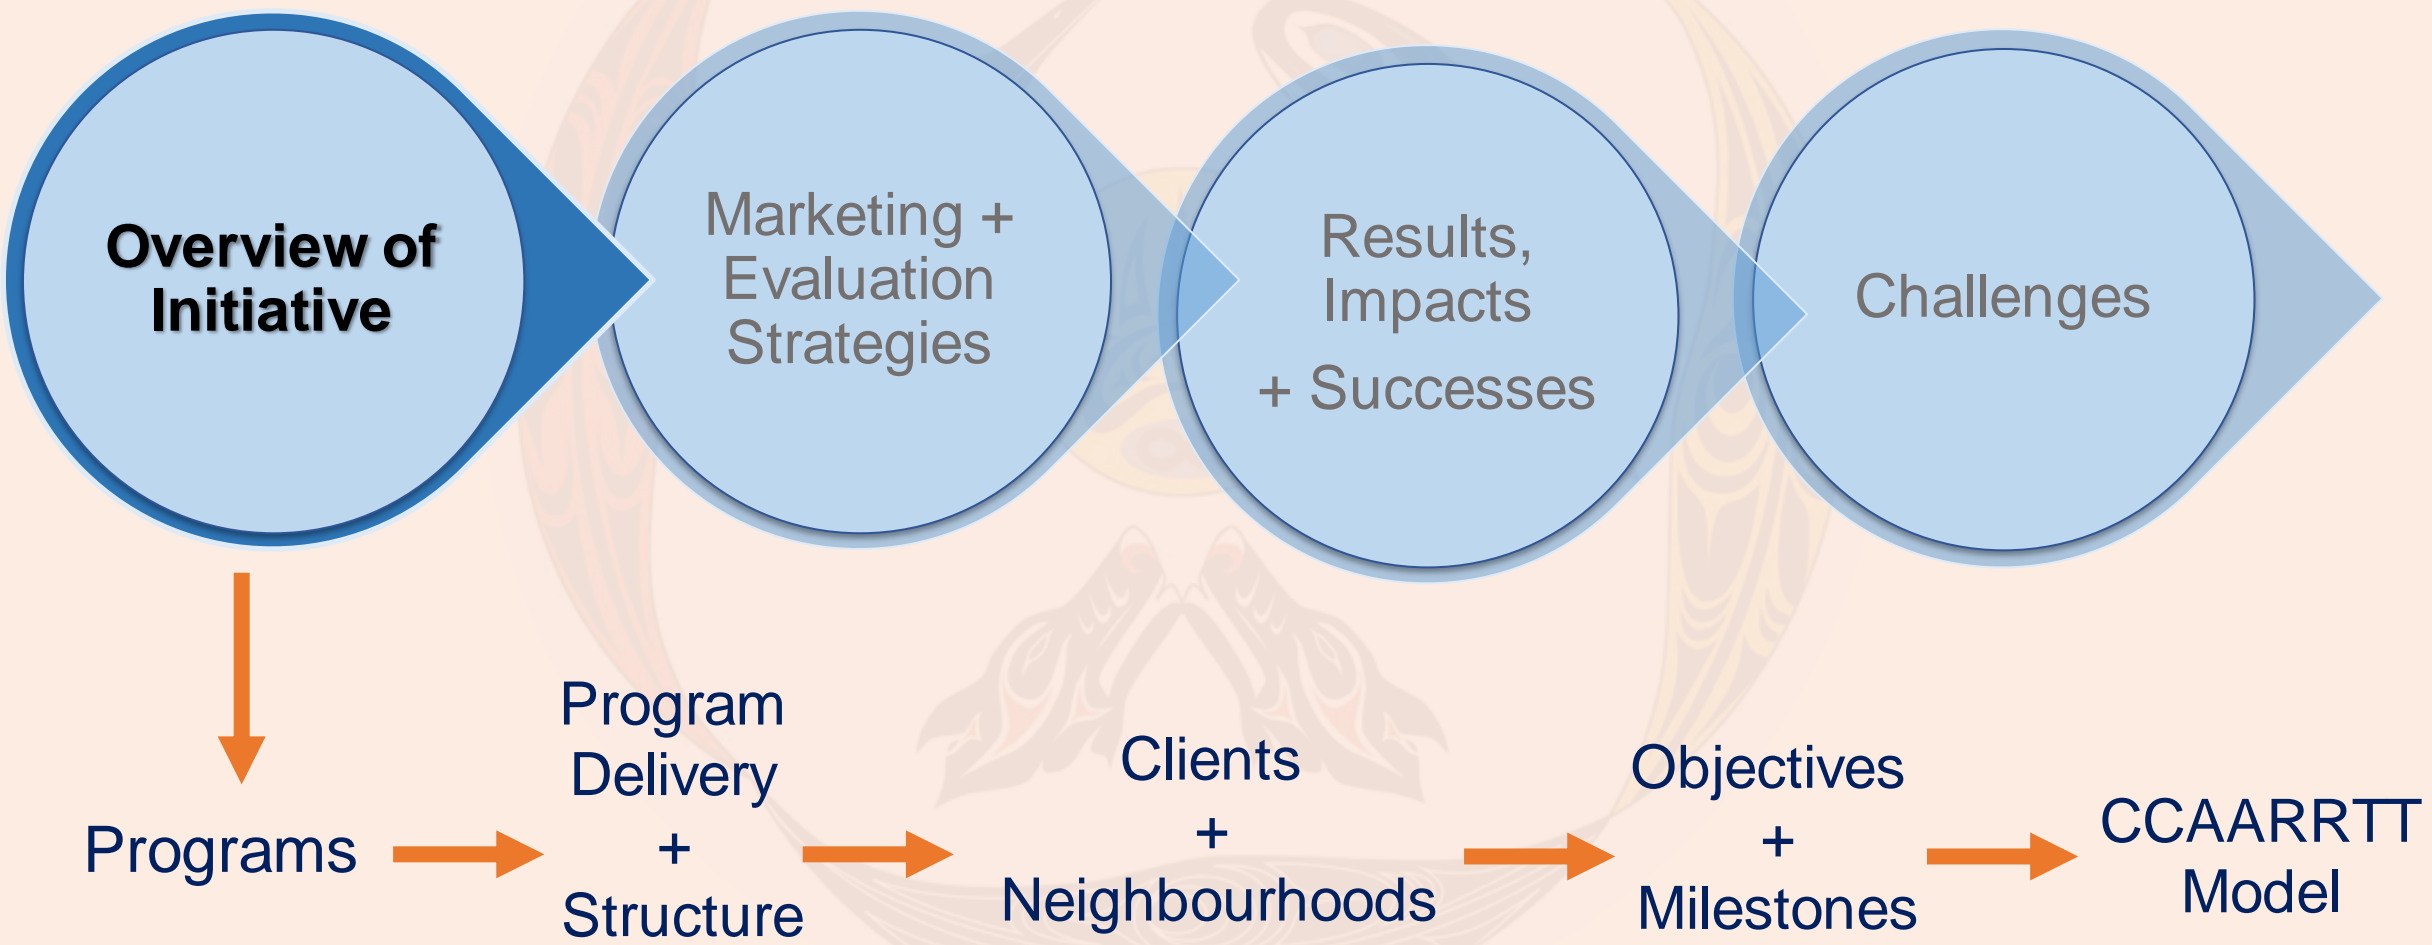 Overview of
Initiative
Marketing +
Evaluation
Strategies
Results,
Impacts
+ Successes
Challenges
Programs
Program
Delivery
+
Structure
Clients
+
Neighbourhoods
Objectives
+
Milestones
CCAARRTT
Model